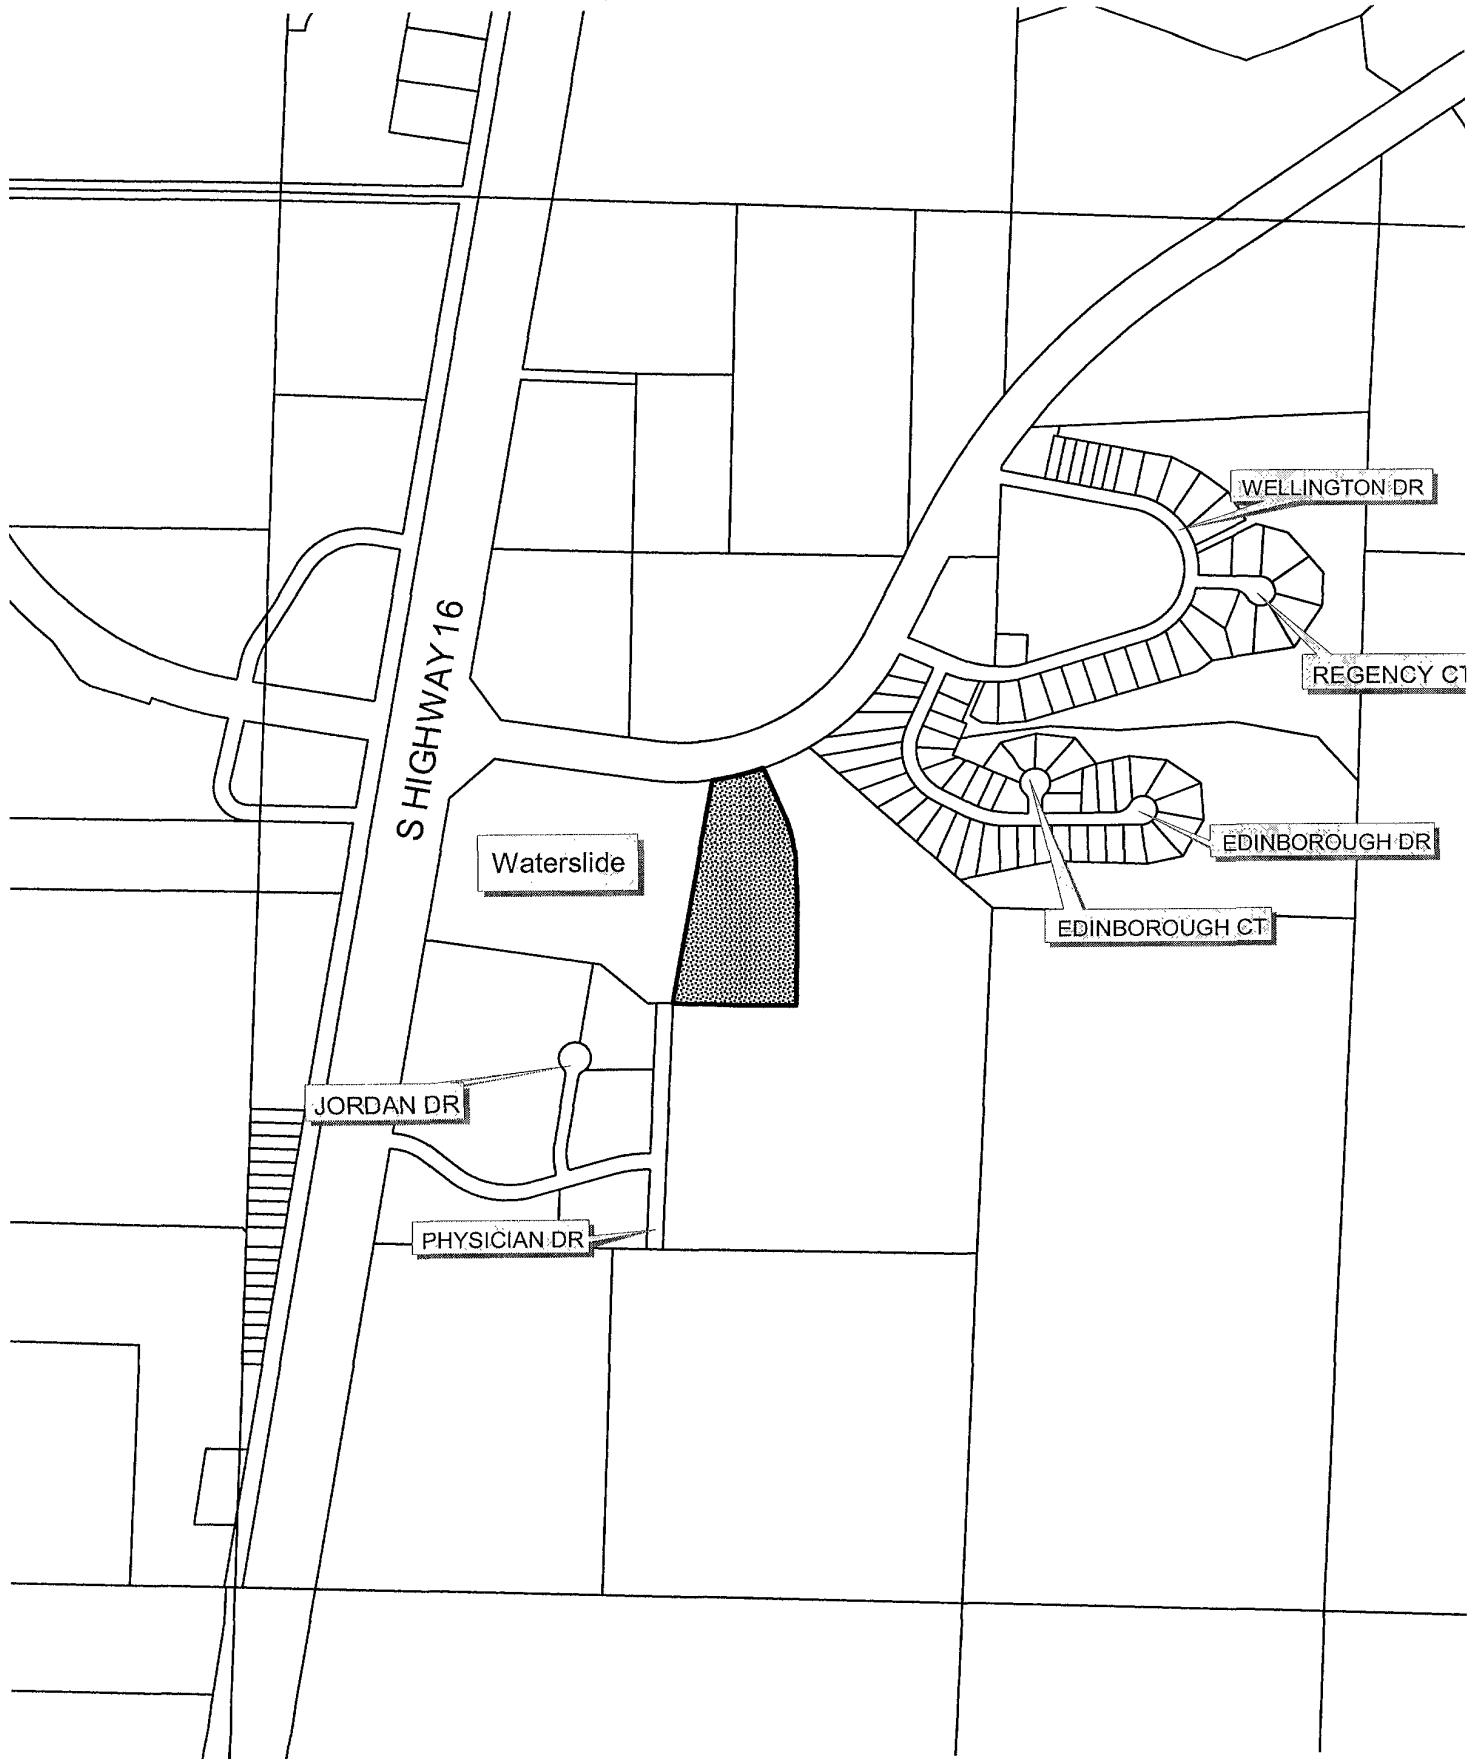 WELLINGTON DR
REGENCY CT
S HIGHWAY 16
EDINBOROUGH DR
Waterslide
EDINBOROUGH CT
JORDAN DR
PHYSICIAN DR